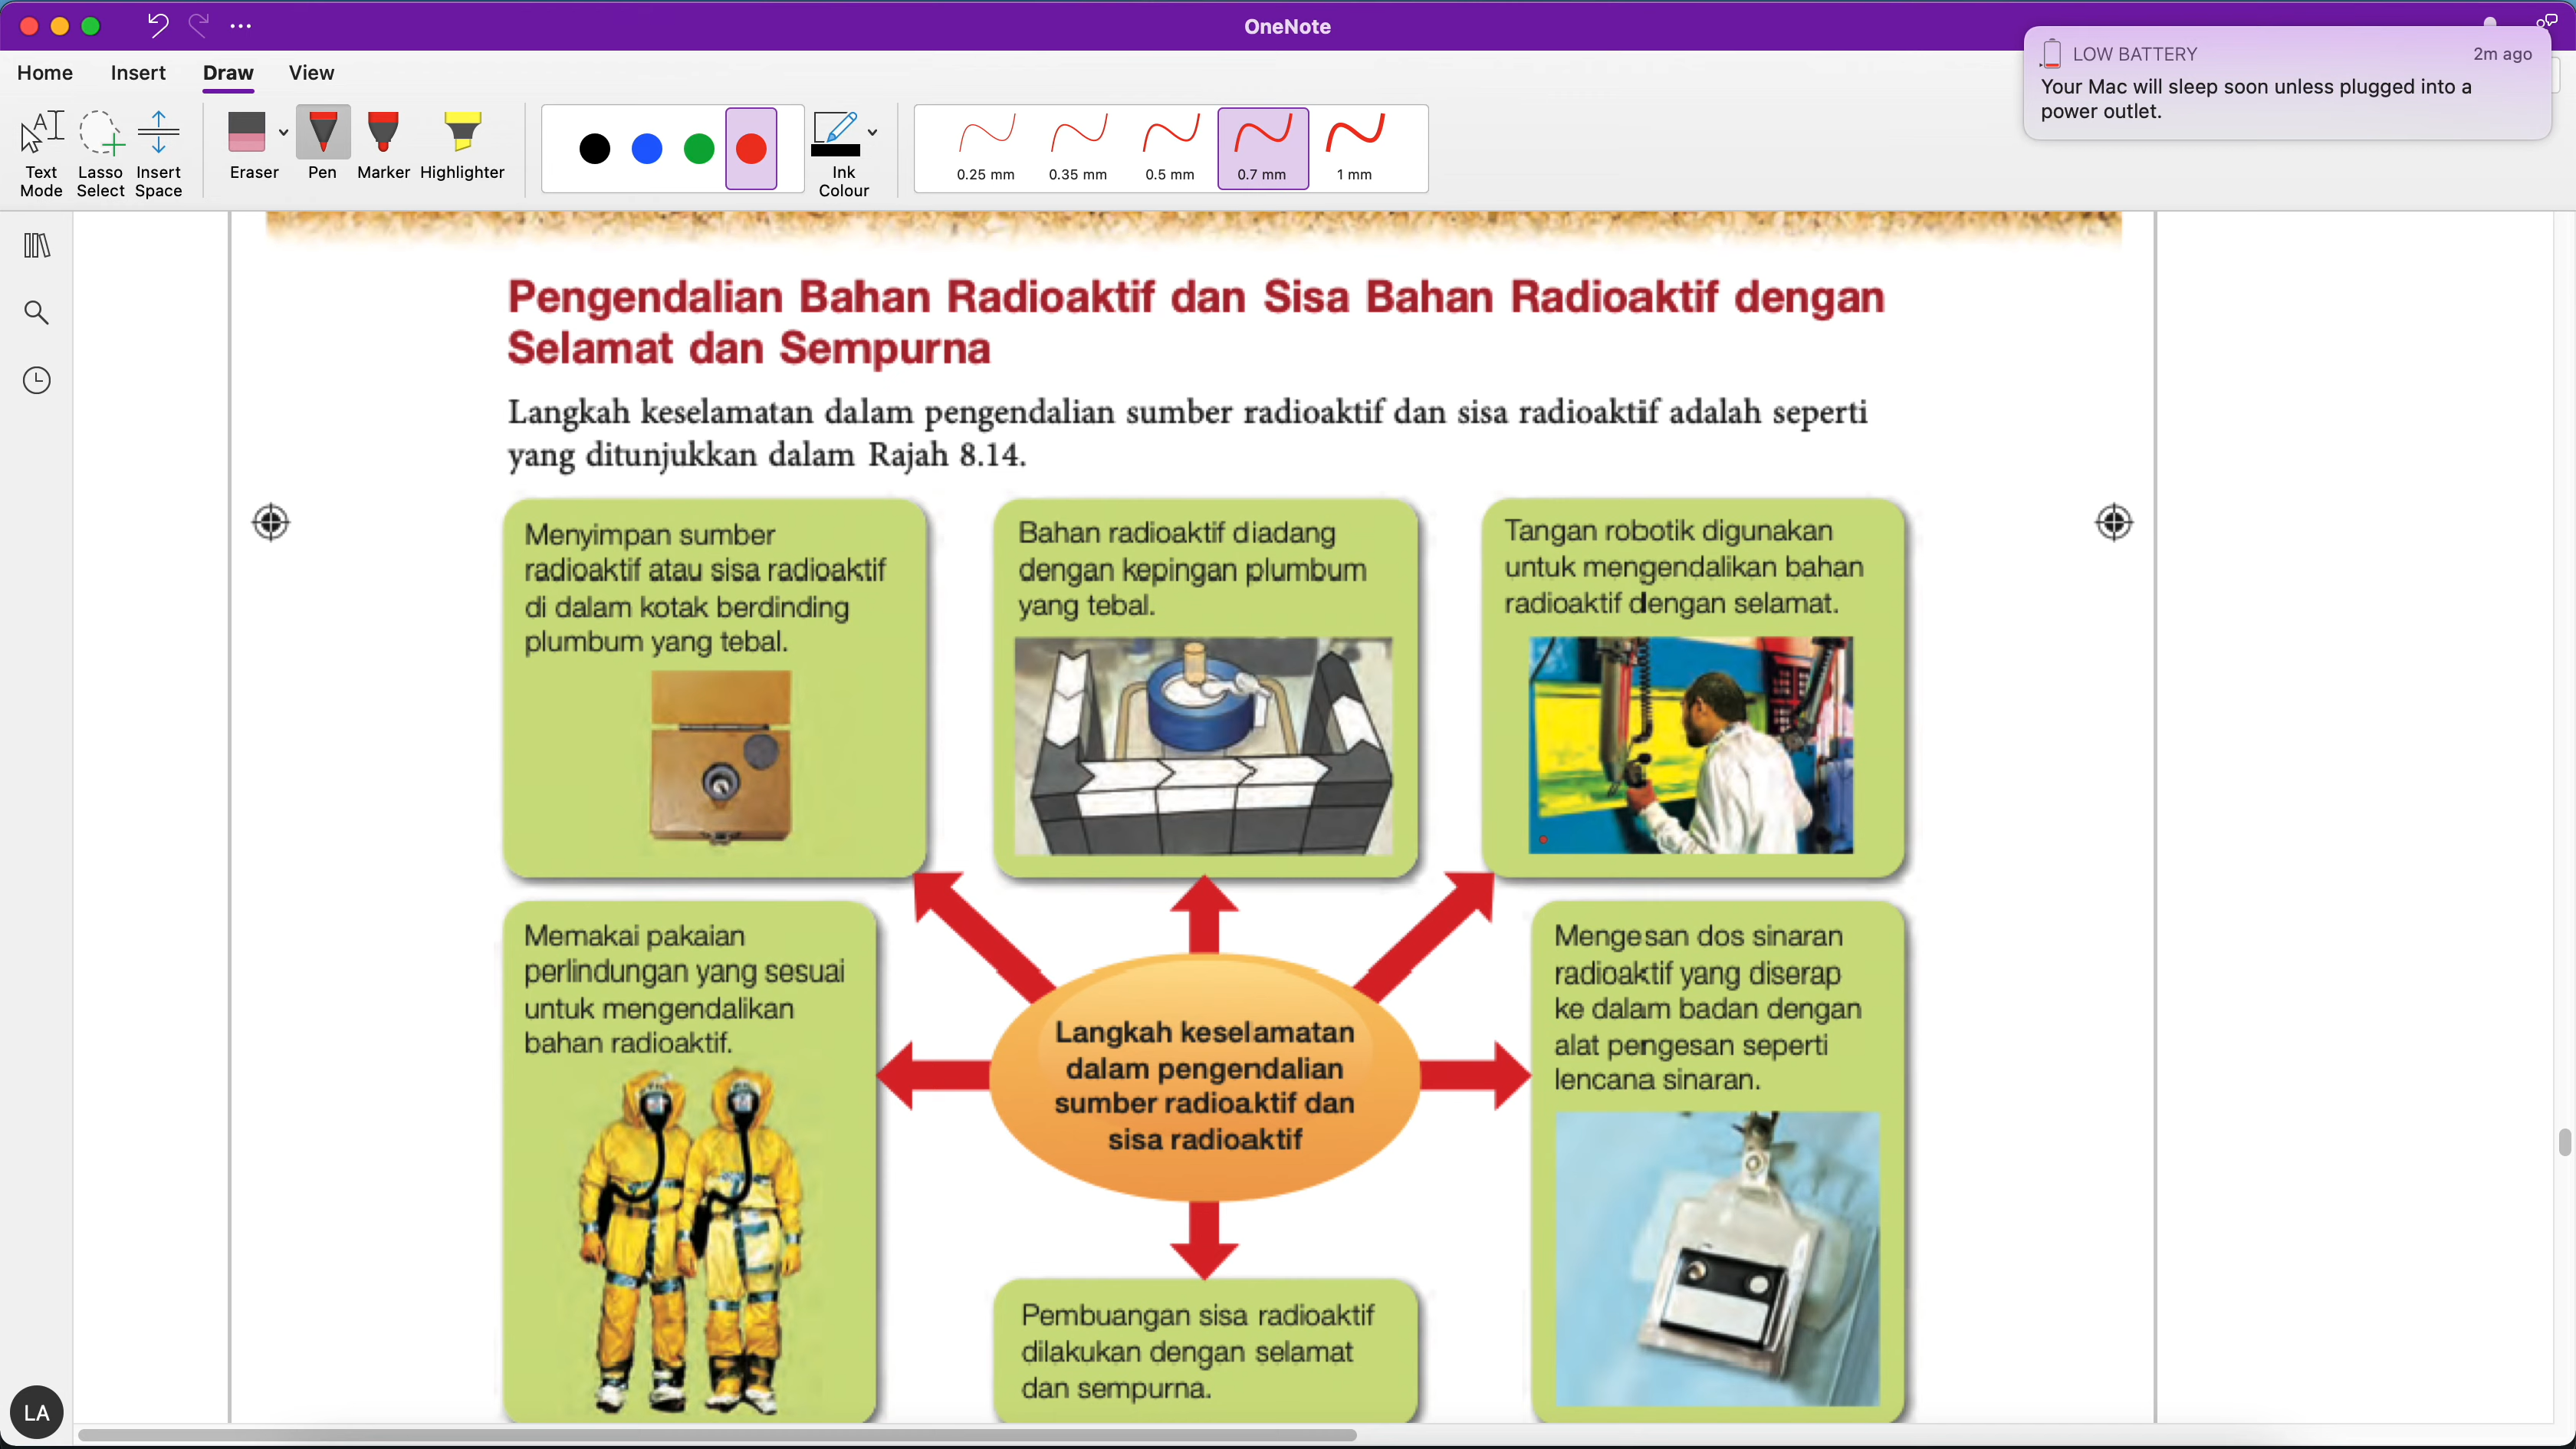 OneNote
LOW BATTERY
2m ago
Your Mac will sleep soon unless plugged into a
power outlet.
Home
Insert
Draw
View
Text
Mode
Lasso
Select
Insert
Space
Eraser
Pen
Marker
Highlighter
Ink
Colour
0.25 mm
0.35 mm
0.5 mm
0.7 mm
1 mm
Pengendalian Bahan Radioaktif dan Sisa Bahan Radioaktif dengan
Selamat dan Sempurna
Langkah keselamatan dalam pengendalian sumber radioaktif dan sisa radioaktif adalah seperti
yang ditunjukkan dalam Rajah 8.14.
Menyimpan sumber
radioaktif atau sisa radioaktif
di dalam kotak berdinding
plumbum yang tebal.
Bahan radioaktif diadang
dengan kepingan plumbum
yang tebal.
Tangan robotik digunakan
untuk mengendalikan bahan
radioaktif dengan selamat.
Memakai pakaian
perlindungan yang sesuai
untuk mengendalikan
bahan radioaktif.
Langkah keselamatan
dalam pengendalian
sumber radioaktif dan
sisa radioaktif
Mengesan dos sinaran
radioaktif yang diserap
ke dalam badan dengan
alat pengesan seperti
lencana sinaran.
Pembuangan sisa radioaktif
dilakukan dengan selamat
dan sempurna.
LA